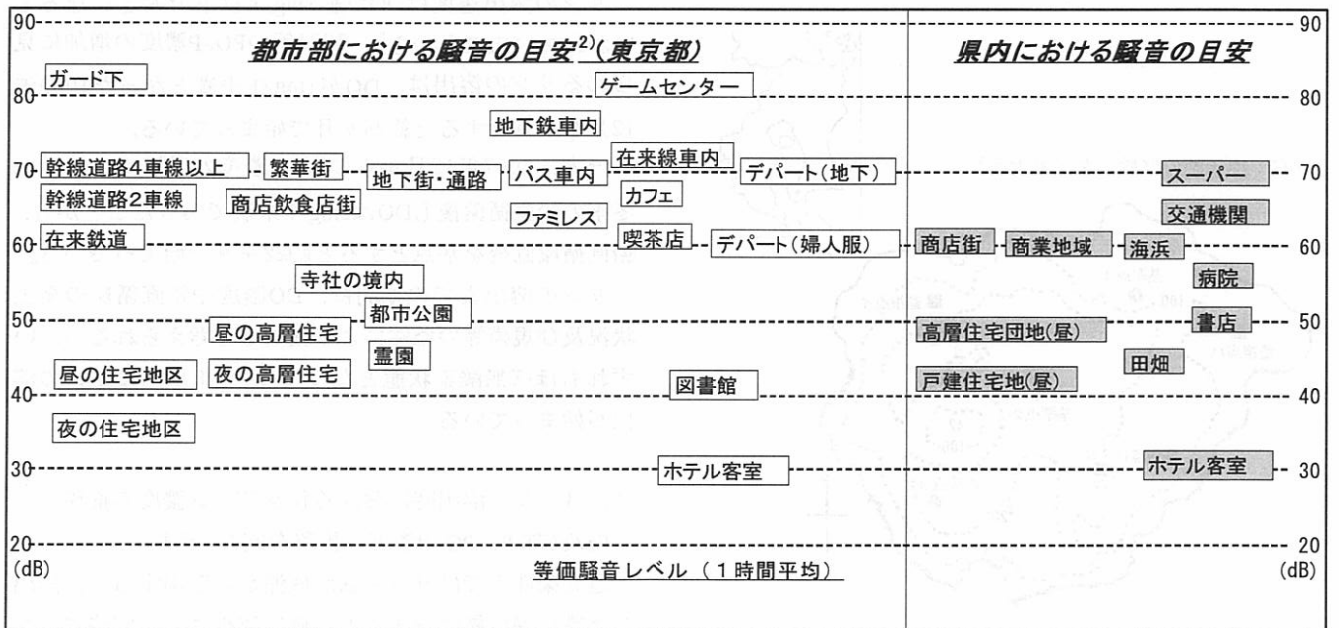 90
都市部における騒音の目安2)(東京都)
県内における騒音の目安
90
ガード下
ゲームセンター
80
80
地下鉄車内
幹線道路4車線以上
繁華街
地下街・通路
バス車内
在来線車内
デパート(地下)
スーパー
70
70
幹線道路2車線
商店飲食店街
カフェ
ファミレス
交通機関
60
在来鉄道
喫茶店
デパート(婦人服)
商店街
商業地域
海浜
60
寺社の境内
病院
都市公園
50
昼の高層住宅
高層住宅団地(昼)
書店
50
霊園
田畑
昼の住宅地区
夜の高層住宅
図書館
戸建住宅地(昼)
40
40
夜の住宅地区
30
ホテル客室
ホテル客室
30
20
20
(dB)
等価騒音レベル(1時間平均)
(dB)